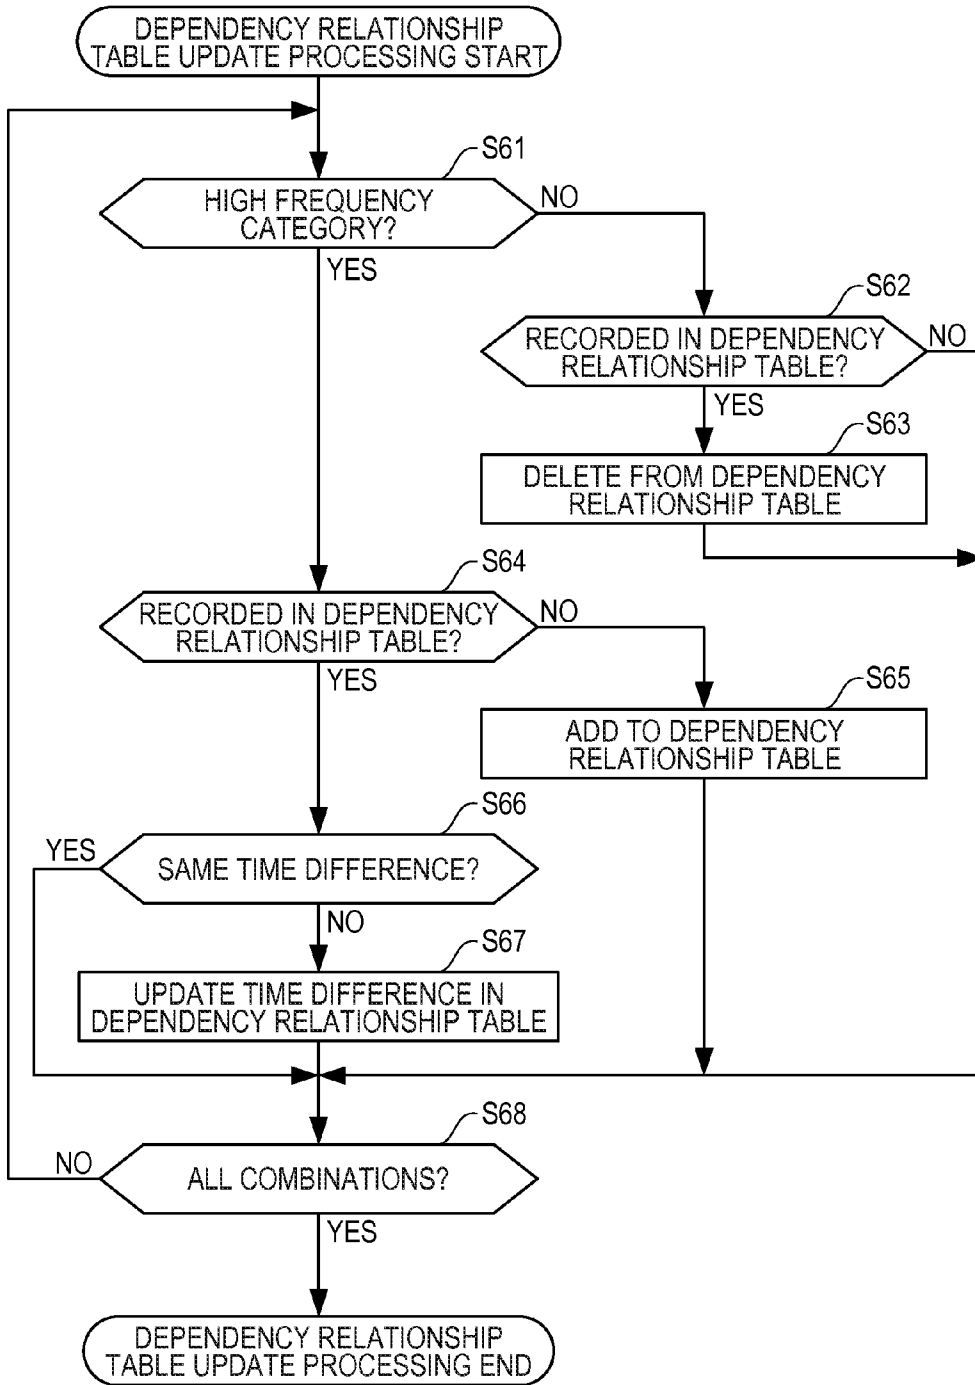 DEPENDENCY RELATIONSHIP
TABLE UPDATE PROCESSING START
S61
HIGH FREQUENCY
CATEGORY?
NO
YES
S62
RECORDED IN DEPENDENCY
RELATIONSHIP TABLE?
NO
YES
S63
DELETE FROM DEPENDENCY
RELATIONSHIP TABLE
S64
RECORDED IN DEPENDENCY
RELATIONSHIP TABLE?
NO
YES
S65
ADD TO DEPENDENCY
RELATIONSHIP TABLE
S66
YES
SAME TIME DIFFERENCE?
NO
S67
UPDATE TIME DIFFERENCE IN
DEPENDENCY RELATIONSHIP TABLE
S68
NO
ALL COMBINATIONS?
YES
DEPENDENCY RELATIONSHIP
TABLE UPDATE PROCESSING END